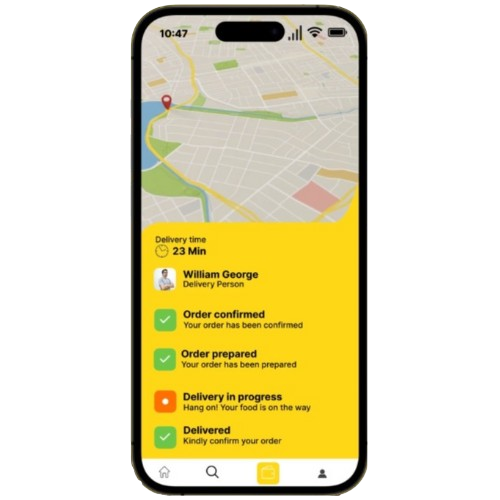 10:47
Delivery time
23 Min
William George
Delivery Person
Order confirmed
Your order has been confirmed
Order prepared
Your order has been prepared
Delivery in progress
Hang on! Your food is on the way
Delivered
Kindly confirm your order